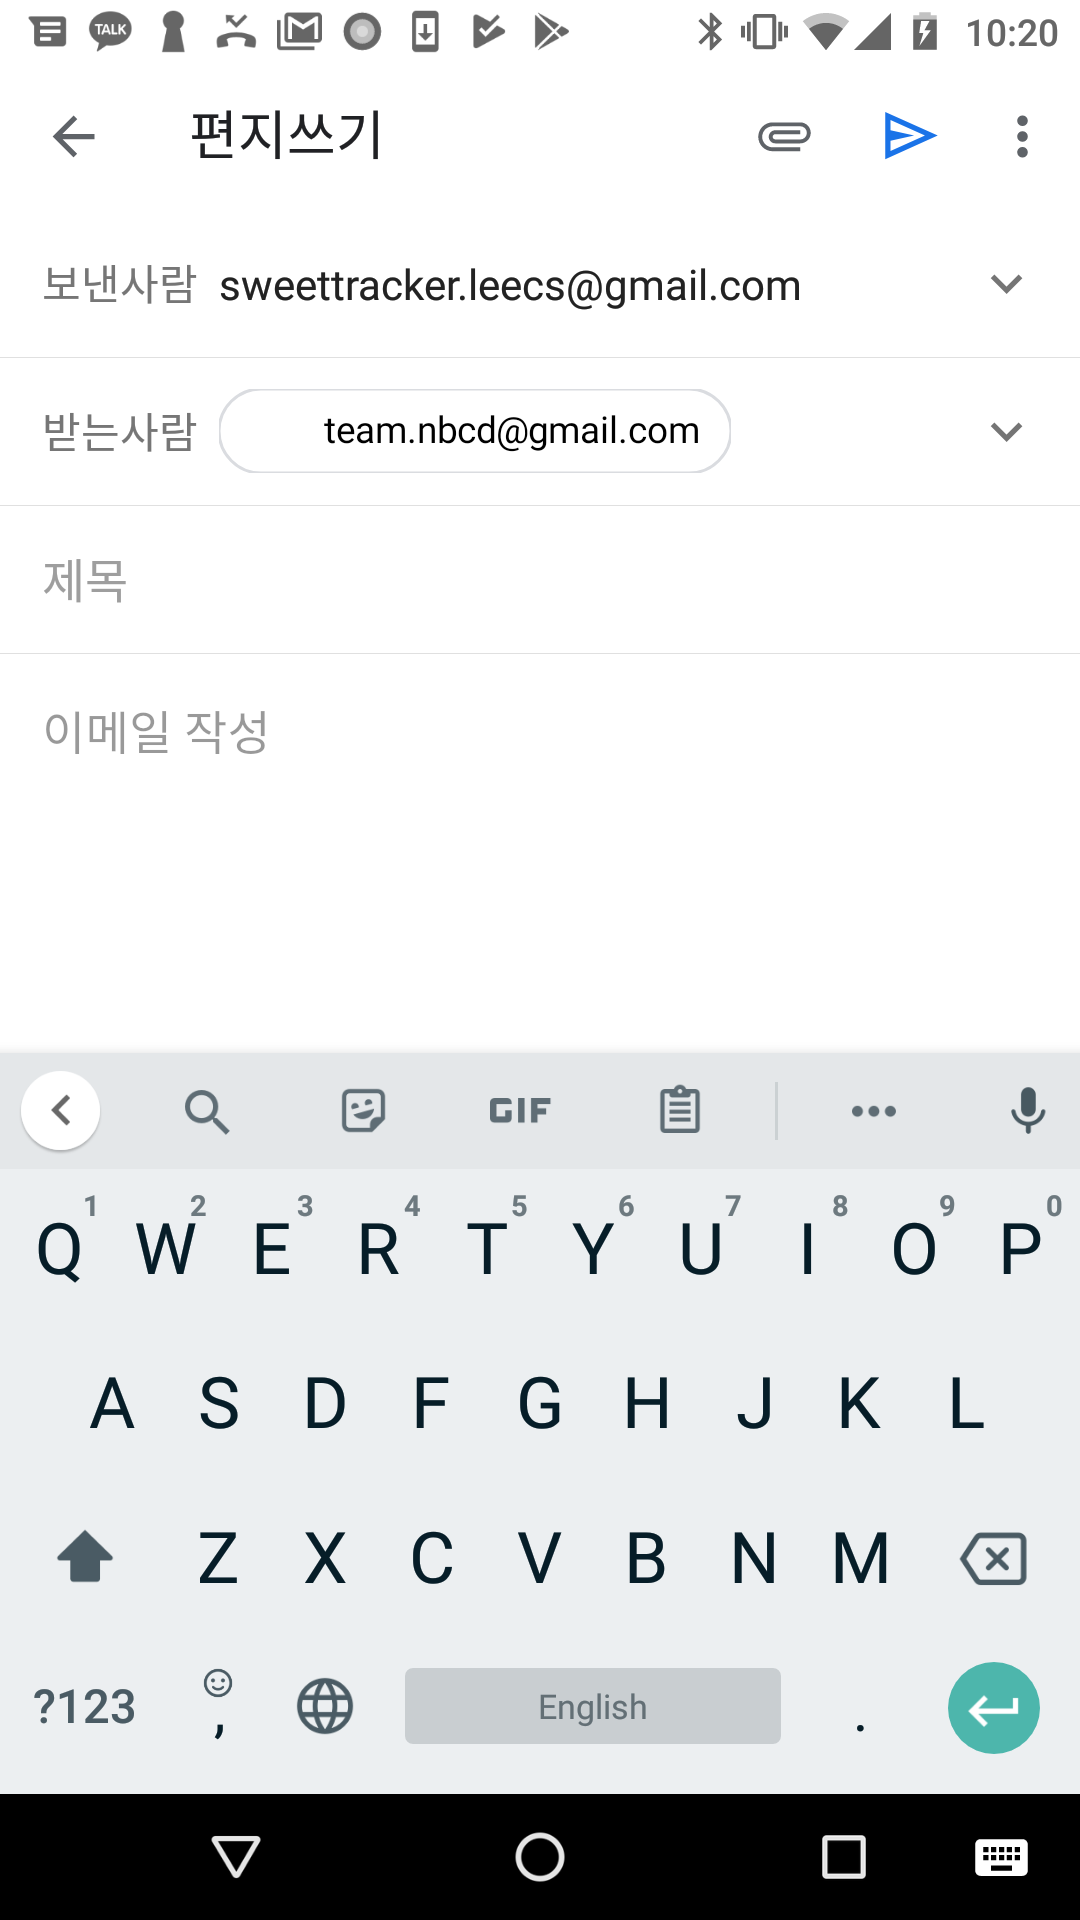 TALK
10:20
편지쓰기
보낸사람 sweettracker.leecs@gmail.com
받는사람 team.nbcd@gmail.com
제목
이메일 작성
GIF
1 2 3 4 5 6 7 8 9 0
Q W E R T Y U I O P
A S D F G H J K L
Z X C V B N M
?123 , English .